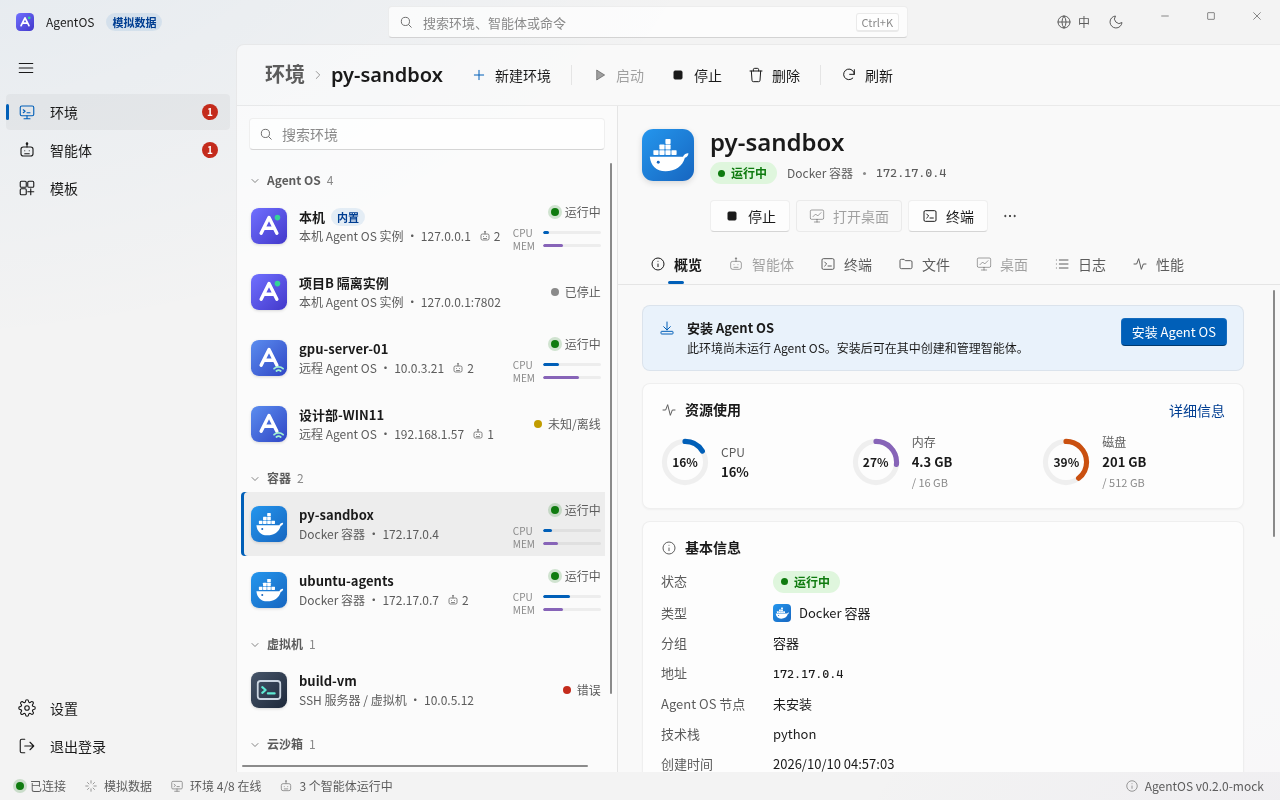 AgentOS 模拟数据
搜索环境、智能体或命令 Ctrl+K
中
环境 1
智能体 1
模板
设置
退出登录
环境 py-sandbox
新建环境 启动 停止 删除 刷新
搜索环境
Agent OS 4
本机 内置 运行中
本机 Agent OS 实例 • 127.0.0.1 2
CPU
MEM
项目B 隔离实例 已停止
本机 Agent OS 实例 • 127.0.0.1:7802
gpu-server-01 运行中
远程 Agent OS • 10.0.3.21 2
CPU
MEM
设计部-WIN11 未知/离线
远程 Agent OS • 192.168.1.57 1
容器 2
py-sandbox 运行中
Docker 容器 • 172.17.0.4
CPU
MEM
ubuntu-agents 运行中
Docker 容器 • 172.17.0.7 2
CPU
MEM
虚拟机 1
build-vm 错误
SSH 服务器 / 虚拟机 • 10.0.5.12
云沙箱 1
py-sandbox
运行中 Docker 容器 • 172.17.0.4
停止 打开桌面 终端 ···
概览 智能体 终端 文件 桌面 日志 性能
安装 Agent OS
此环境尚未运行 Agent OS。安装后可在其中创建和管理智能体。
安装 Agent OS
资源使用 详细信息
16% CPU 16%
27% 内存 4.3 GB / 16 GB
39% 磁盘 201 GB / 512 GB
基本信息
状态 运行中
类型 Docker 容器
分组 容器
地址 172.17.0.4
Agent OS 节点 未安装
技术栈 python
创建时间 2026/10/10 04:57:03
已连接 模拟数据 环境 4/8 在线 3 个智能体运行中 AgentOS v0.2.0-mock